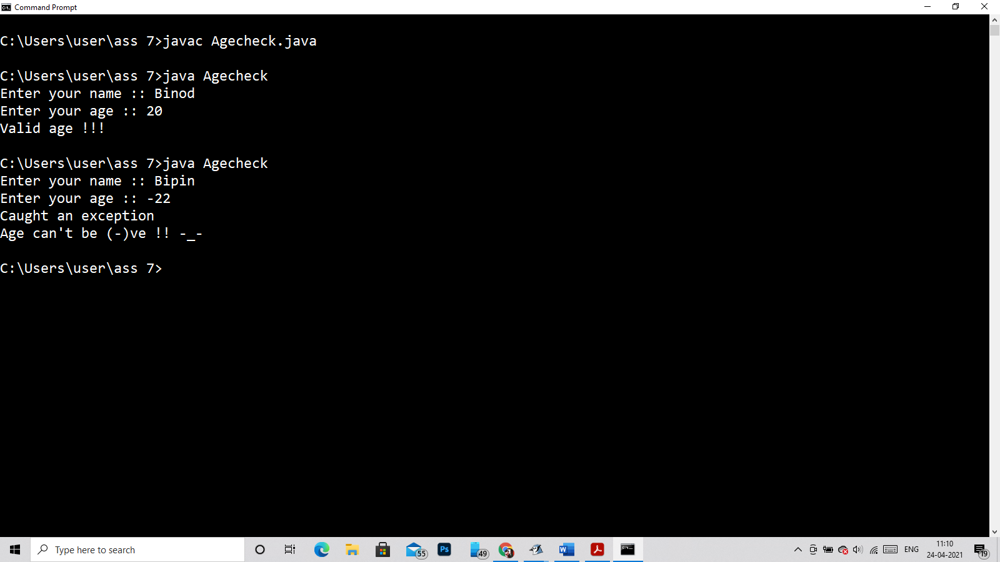 Command Prompt
C:\Users\user\ass 7>javac Agecheck.java
C:\Users\user\ass 7>java Agecheck
Enter your name :: Binod
Enter your age :: 20
Valid age !!!
C:\Users\user\ass 7>java Agecheck
Enter your name :: Bipin
Enter your age :: -22
Caught an exception
Age can't be (-)ve !! -_-
C:\Users\user\ass 7>
Type here to search
55
Ps
49
W
ENG
11:10
24-04-2021
19